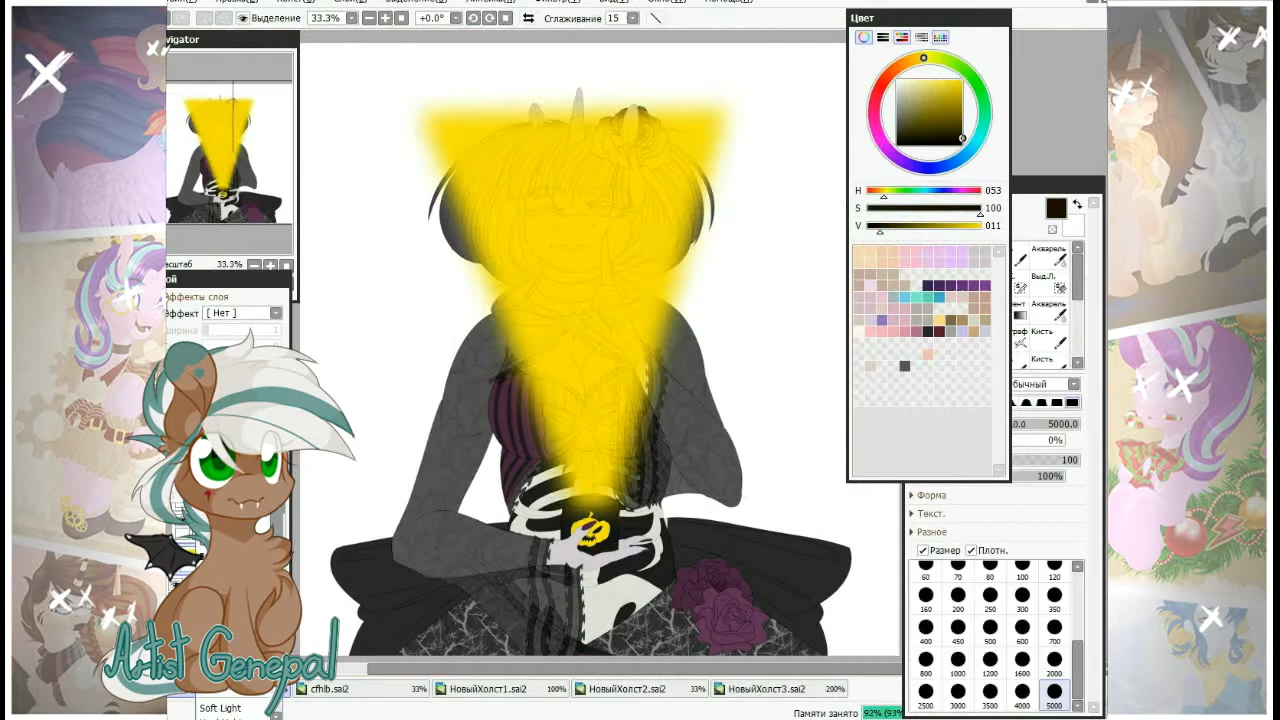 Выделение 33.3% +0.0° Сглаживание 15
vigator
33.3%
Эффекты слоя
Эффект [ Нет ]
Цвет
H 053
S 100
V 011
Акварель
Выд.Л.
Акварель
Кисть
Кисть
5000.0
0%
100
100%
Форма
Текст.
Разное
Размер Плотн.
60 70 80 100 120
160 200 250 300 350
400 450 500 600 700
800 1000 1200 1600 2000
2500 3000 3500 4000 5000
Artist Genepal
cfhlb.sai2 33% НовыйХолст1.sai2 100% НовыйХолст2.sai2 33% НовыйХолст3.sai2 200%
Soft Light
Памяти занято 92% (93%